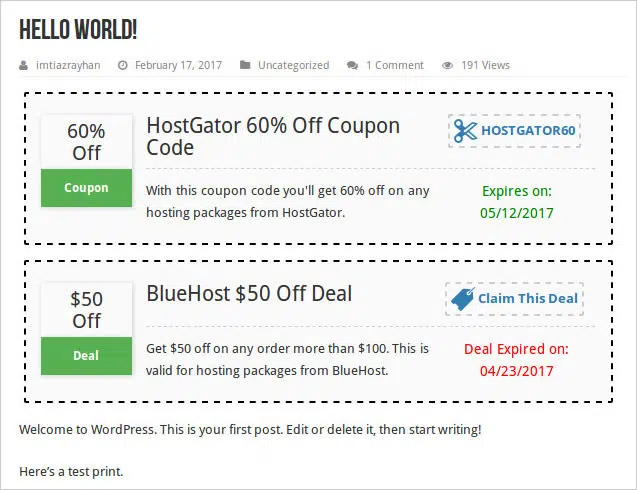 HELLO WORLD!
imtiazrayhan February 17, 2017 Uncategorized 1 Comment 191 Views
60%
Off
Coupon
HostGator 60% Off Coupon
Code
HOSTGATOR60
With this coupon code you'll get 60% off on any
hosting packages from HostGator.
Expires on:
05/12/2017
$50
Off
Deal
BlueHost $50 Off Deal
Claim This Deal
Get $50 off on any order more than $100. This is
valid for hosting packages from BlueHost.
Deal Expired on:
04/23/2017
Welcome to WordPress. This is your first post. Edit or delete it, then start writing!
Here’s a test print.